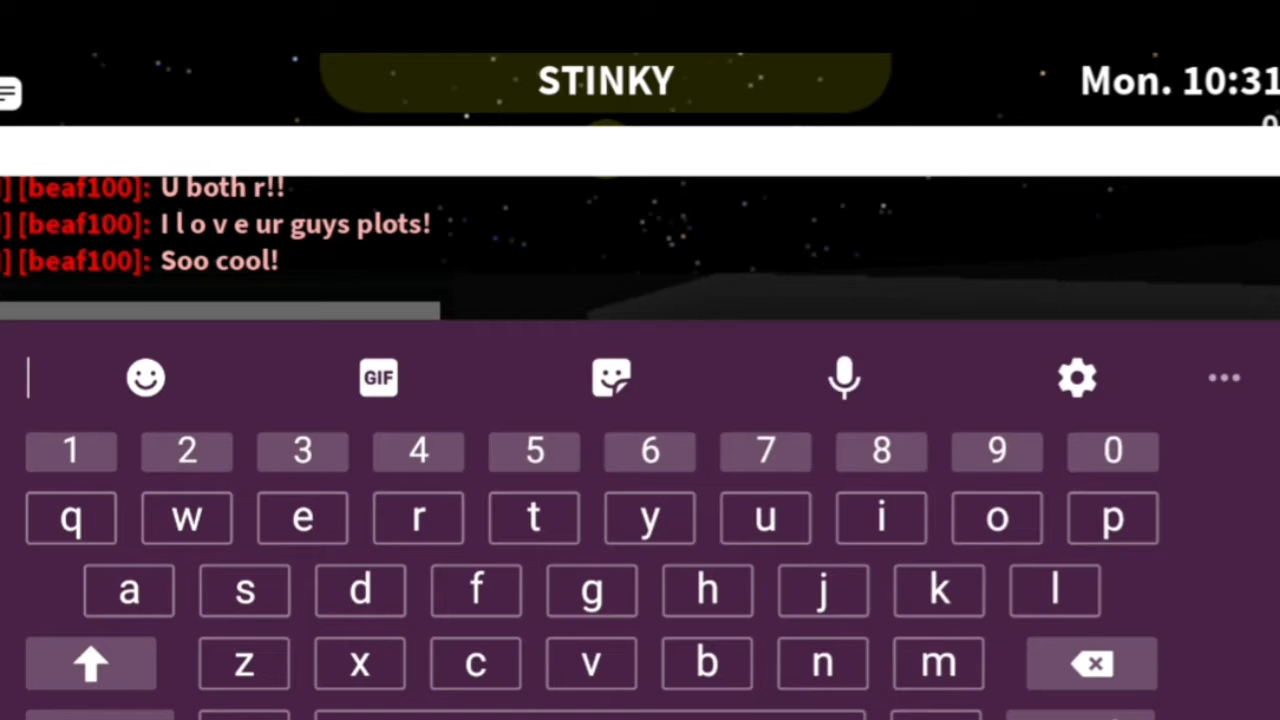 STINKY
Mon. 10:31
] [beaf100]: U both r!!
] [beaf100]: I l o v e ur guys plots!
] [beaf100]: Soo cool!
GIF
1 2 3 4 5 6 7 8 9 0
q w e r t y u i o p
a s d f g h j k l
z x c v b n m